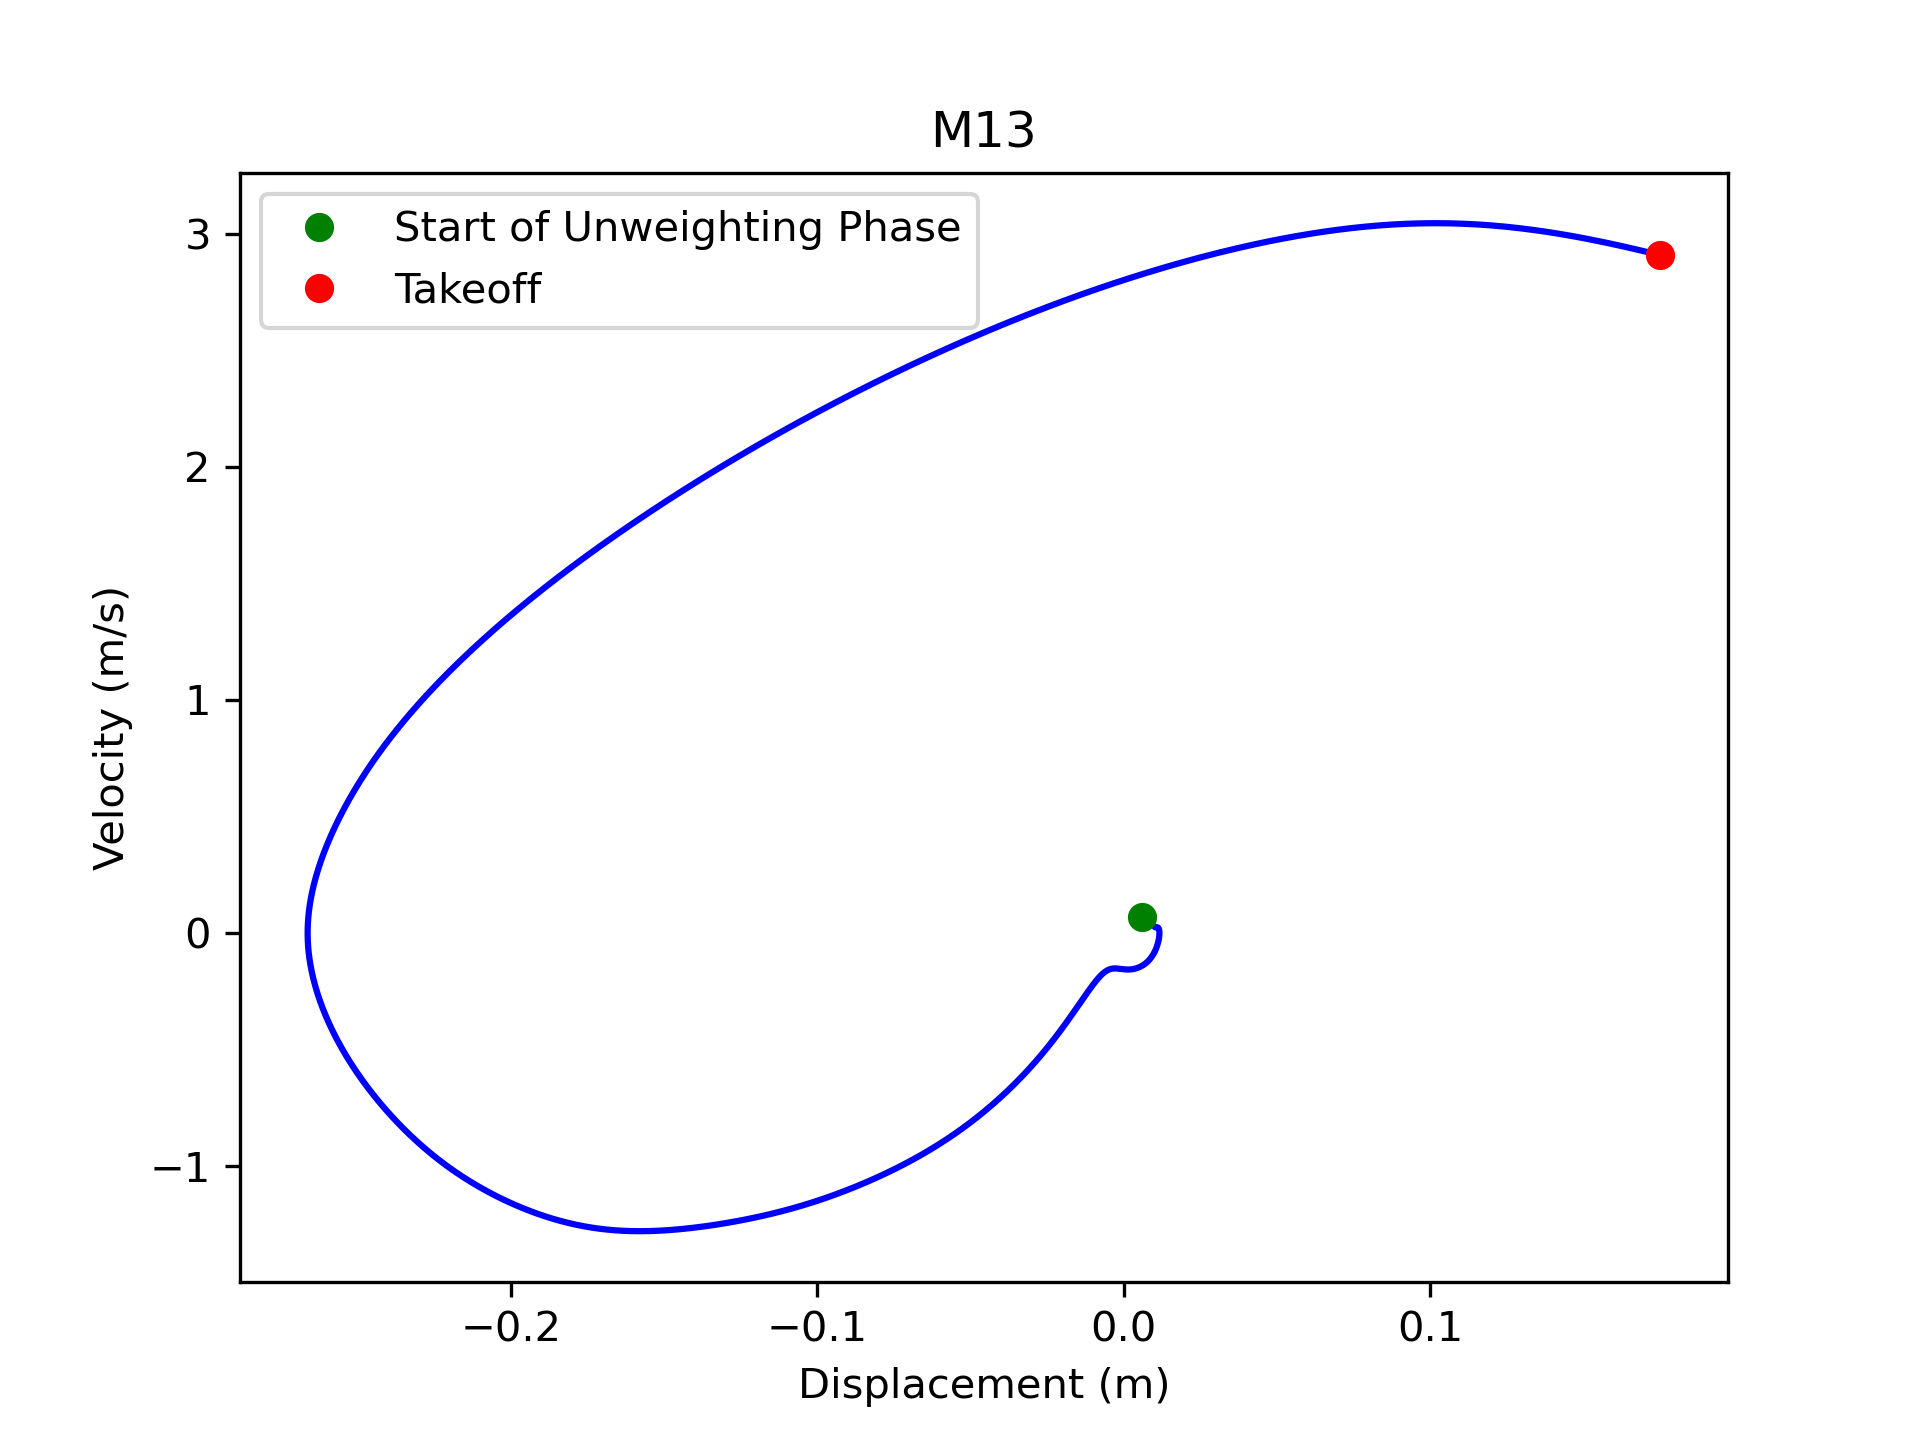 M13
Start of Unweighting Phase
Takeoff
3
2
1
0
−1
Velocity (m/s)
−0.2 −0.1 0.0 0.1
Displacement (m)